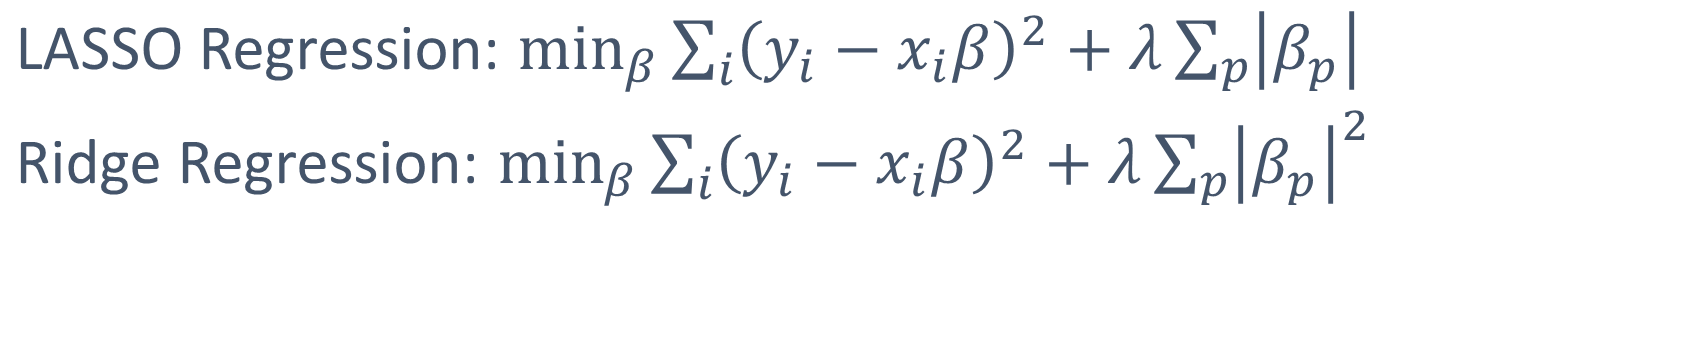 LASSO Regression: min_β ∑_i(y_i − x_iβ)² + λ ∑_p|β_p|
Ridge Regression: min_β ∑_i(y_i − x_iβ)² + λ ∑_p|β_p|²